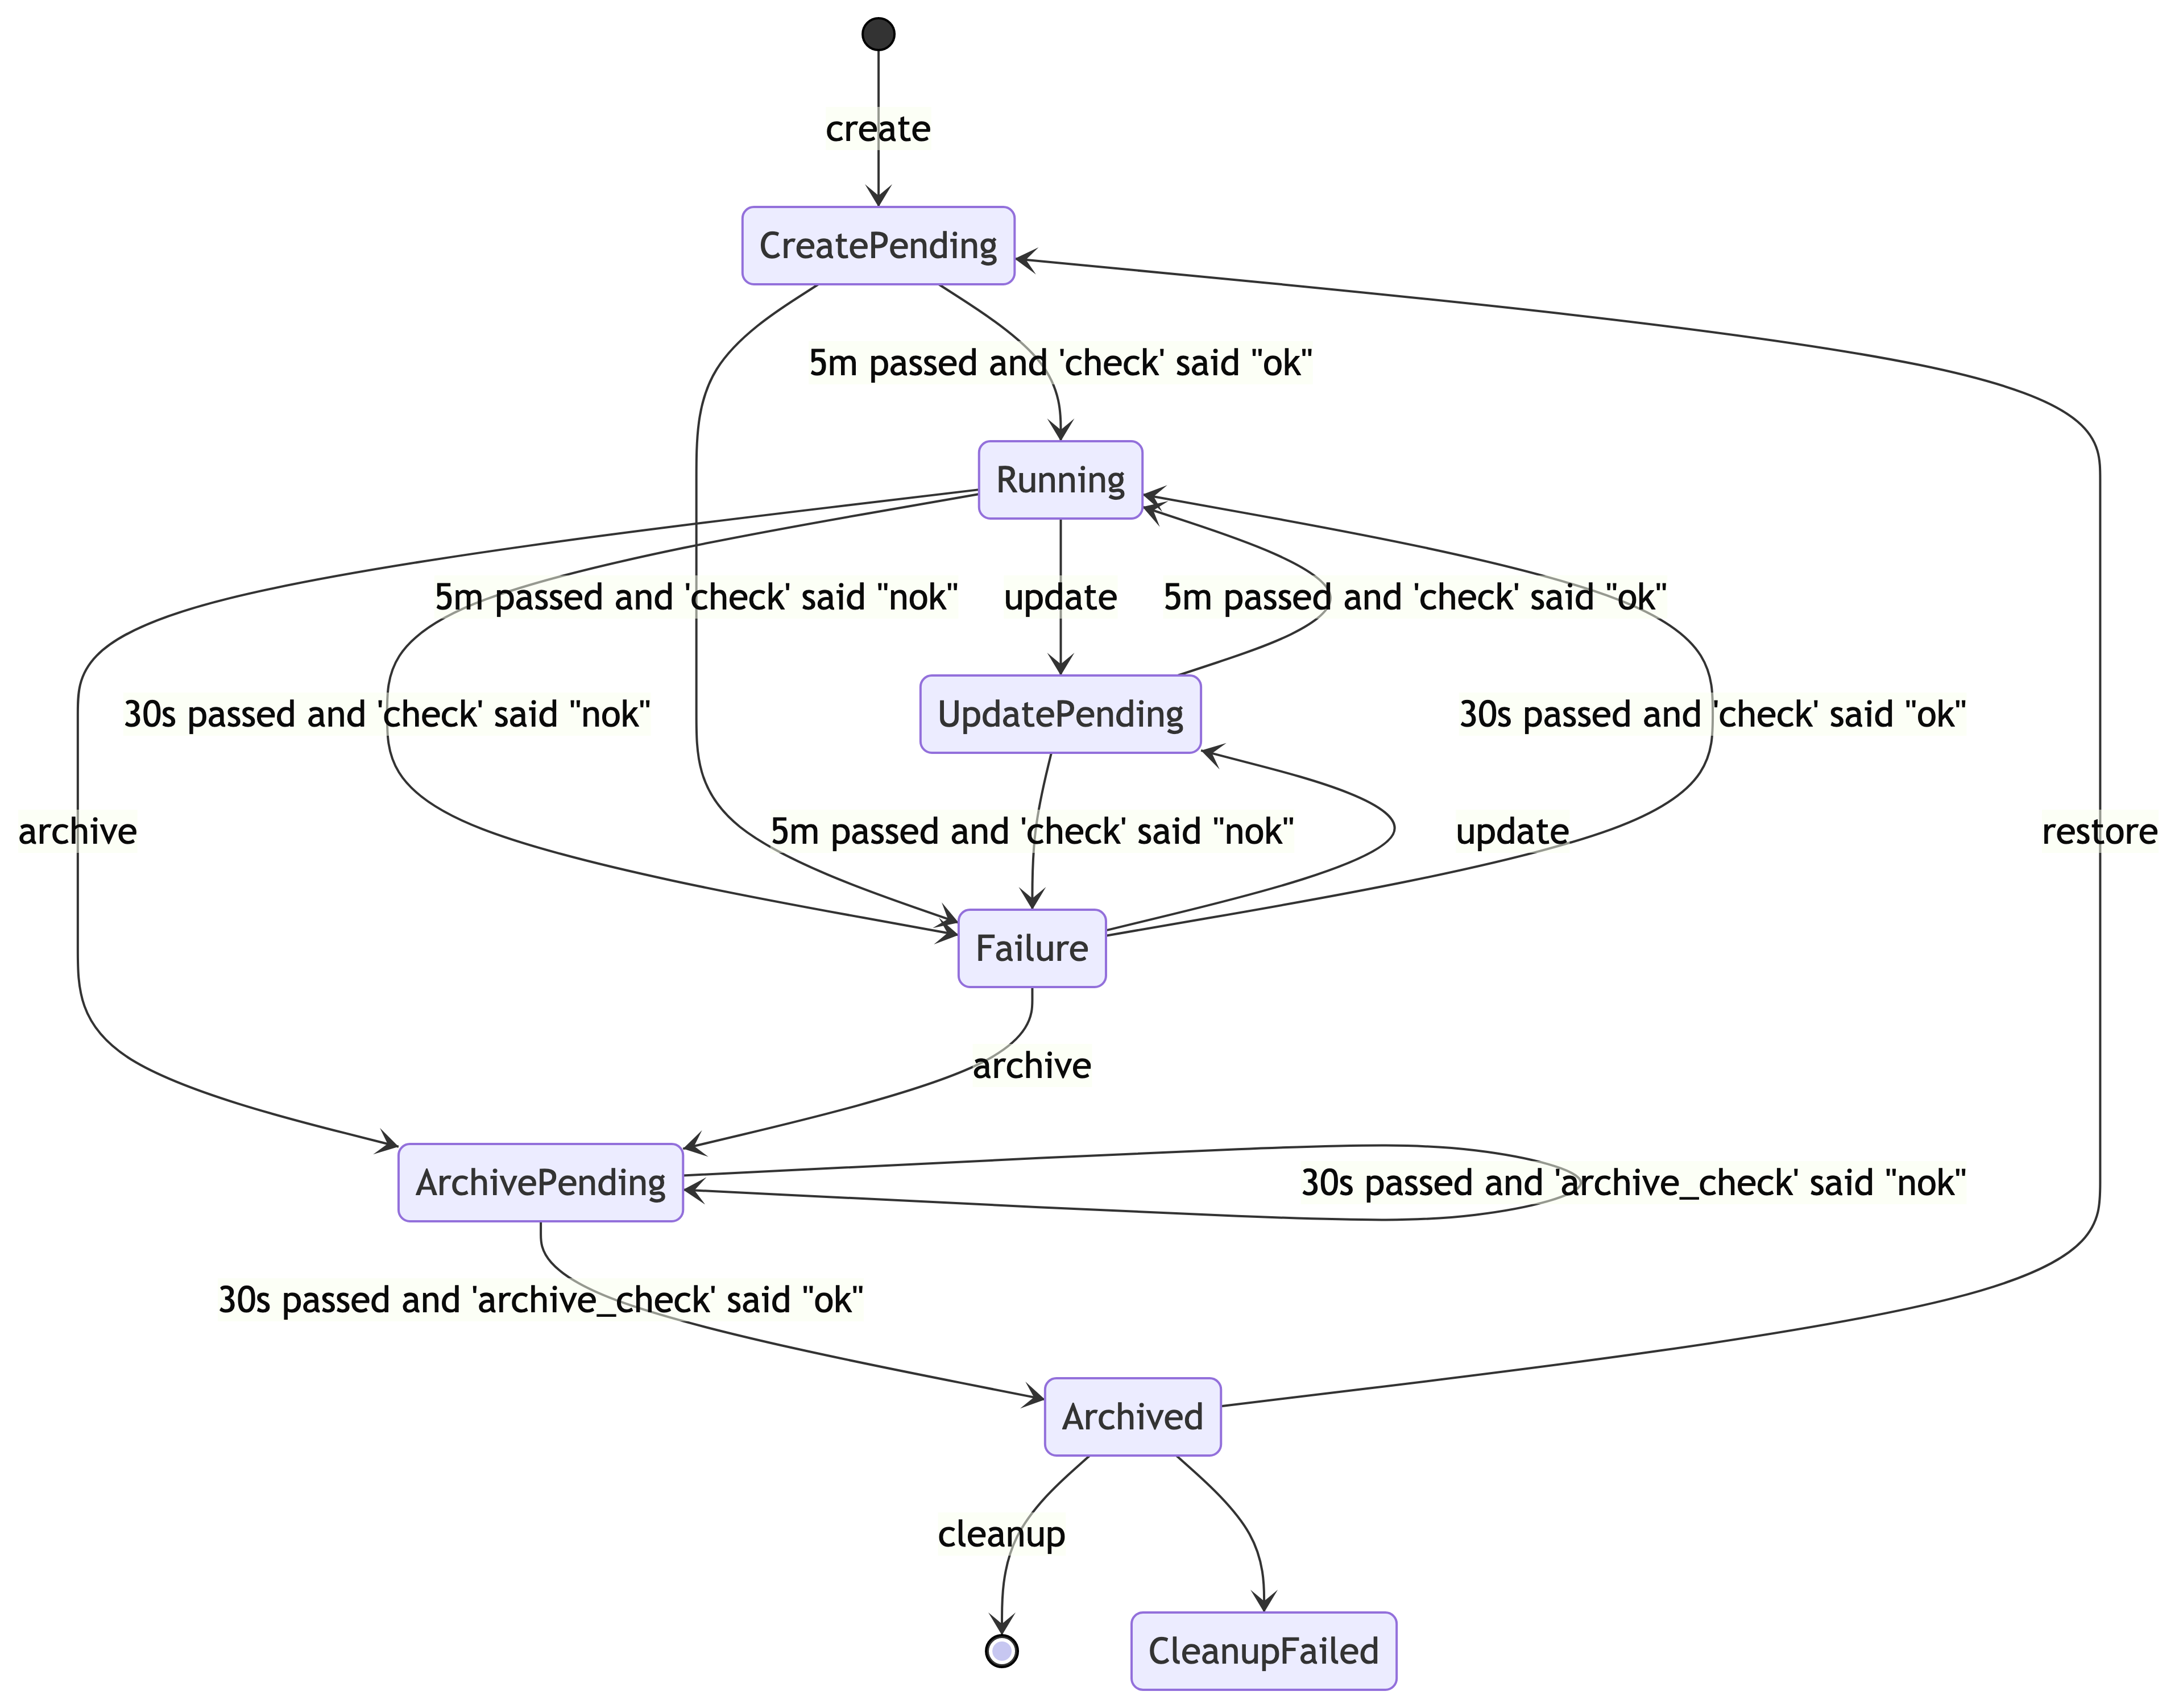 create
CreatePending
5m passed and 'check' said "ok"
Running
5m passed and 'check' said "nok"
update
5m passed and 'check' said "ok"
30s passed and 'check' said "nok"
UpdatePending
30s passed and 'check' said "ok"
archive
5m passed and 'check' said "nok"
update
restore
Failure
archive
ArchivePending
30s passed and 'archive_check' said "nok"
30s passed and 'archive_check' said "ok"
Archived
cleanup
CleanupFailed